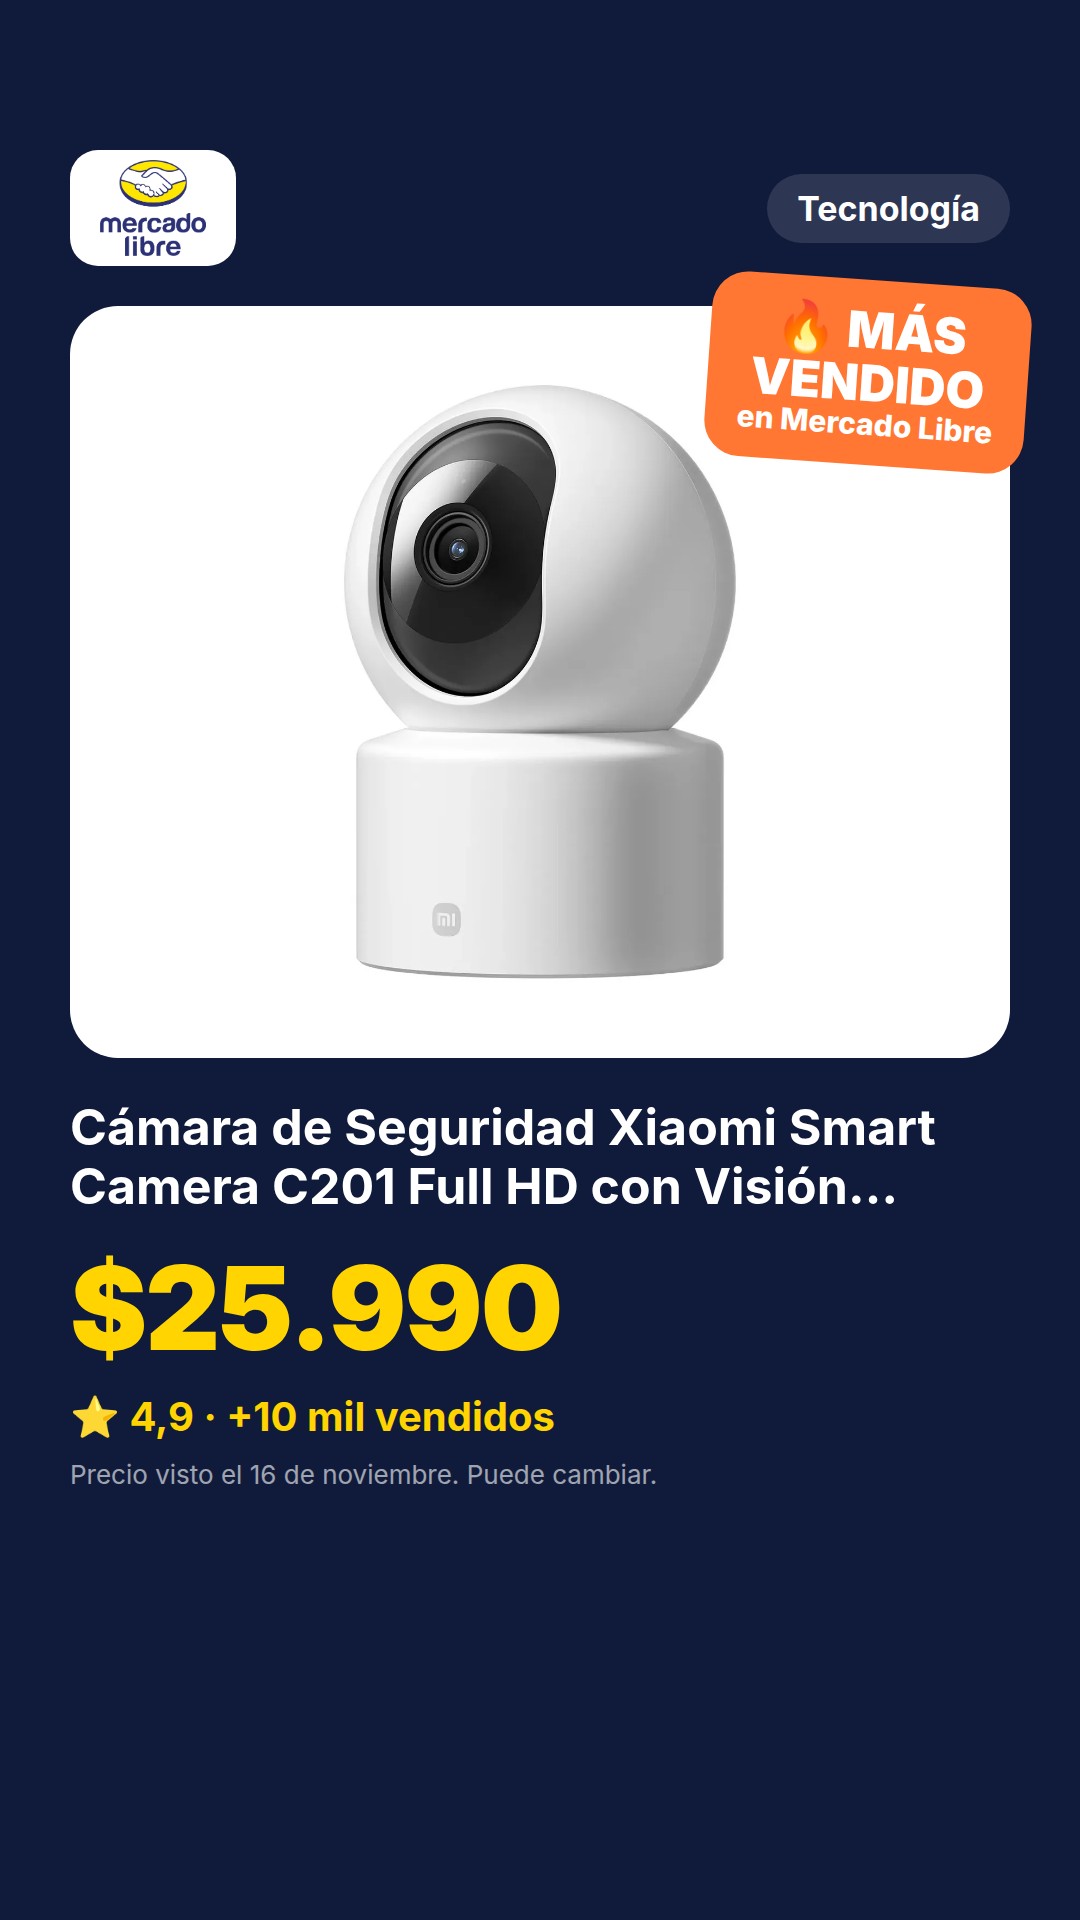 mercado
libre
Tecnología
🔥 MÁS
VENDIDO
en Mercado Libre
mi
Cámara de Seguridad Xiaomi Smart
Camera C201 Full HD con Visión...
$25.990
⭐ 4,9 · +10 mil vendidos
Precio visto el 16 de noviembre. Puede cambiar.